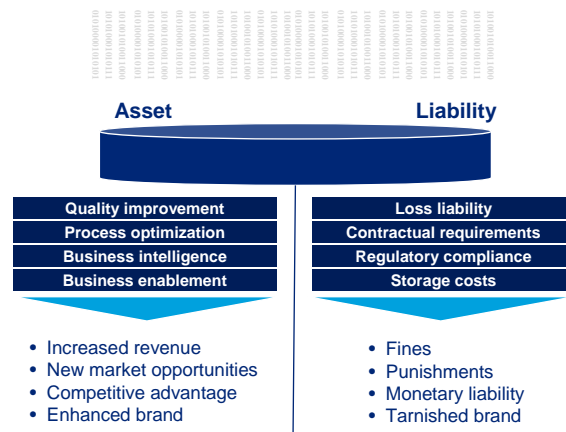 Asset
Liability
Quality improvement
Process optimization
Business intelligence
Business enablement
Loss liability
Contractual requirements
Regulatory compliance
Storage costs
• Increased revenue
• New market opportunities
• Competitive advantage
• Enhanced brand
• Fines
• Punishments
• Monetary liability
• Tarnished brand